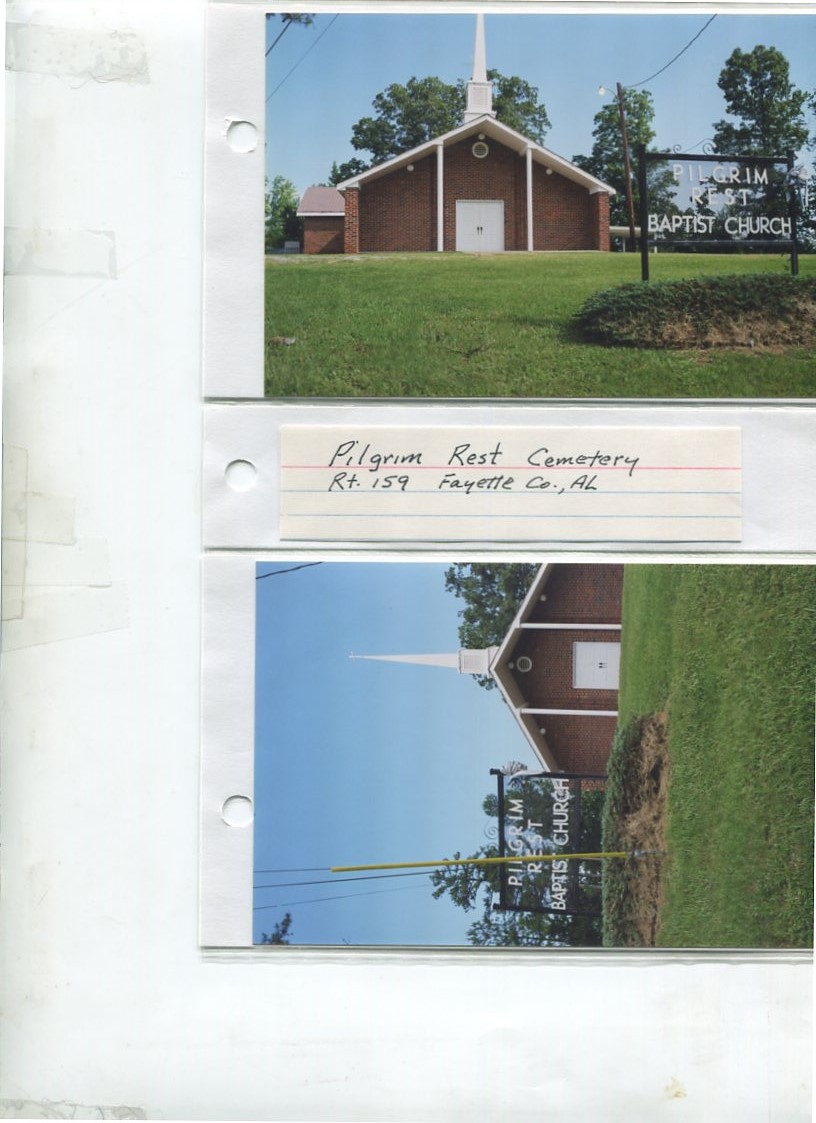 PILGRIM
REST
BAPTIST CHURCH
Pilgrim Rest Cemetery
Rt. 159 Fayette Co., AL
PILGRIM
REST
BAPTIST CHURCH